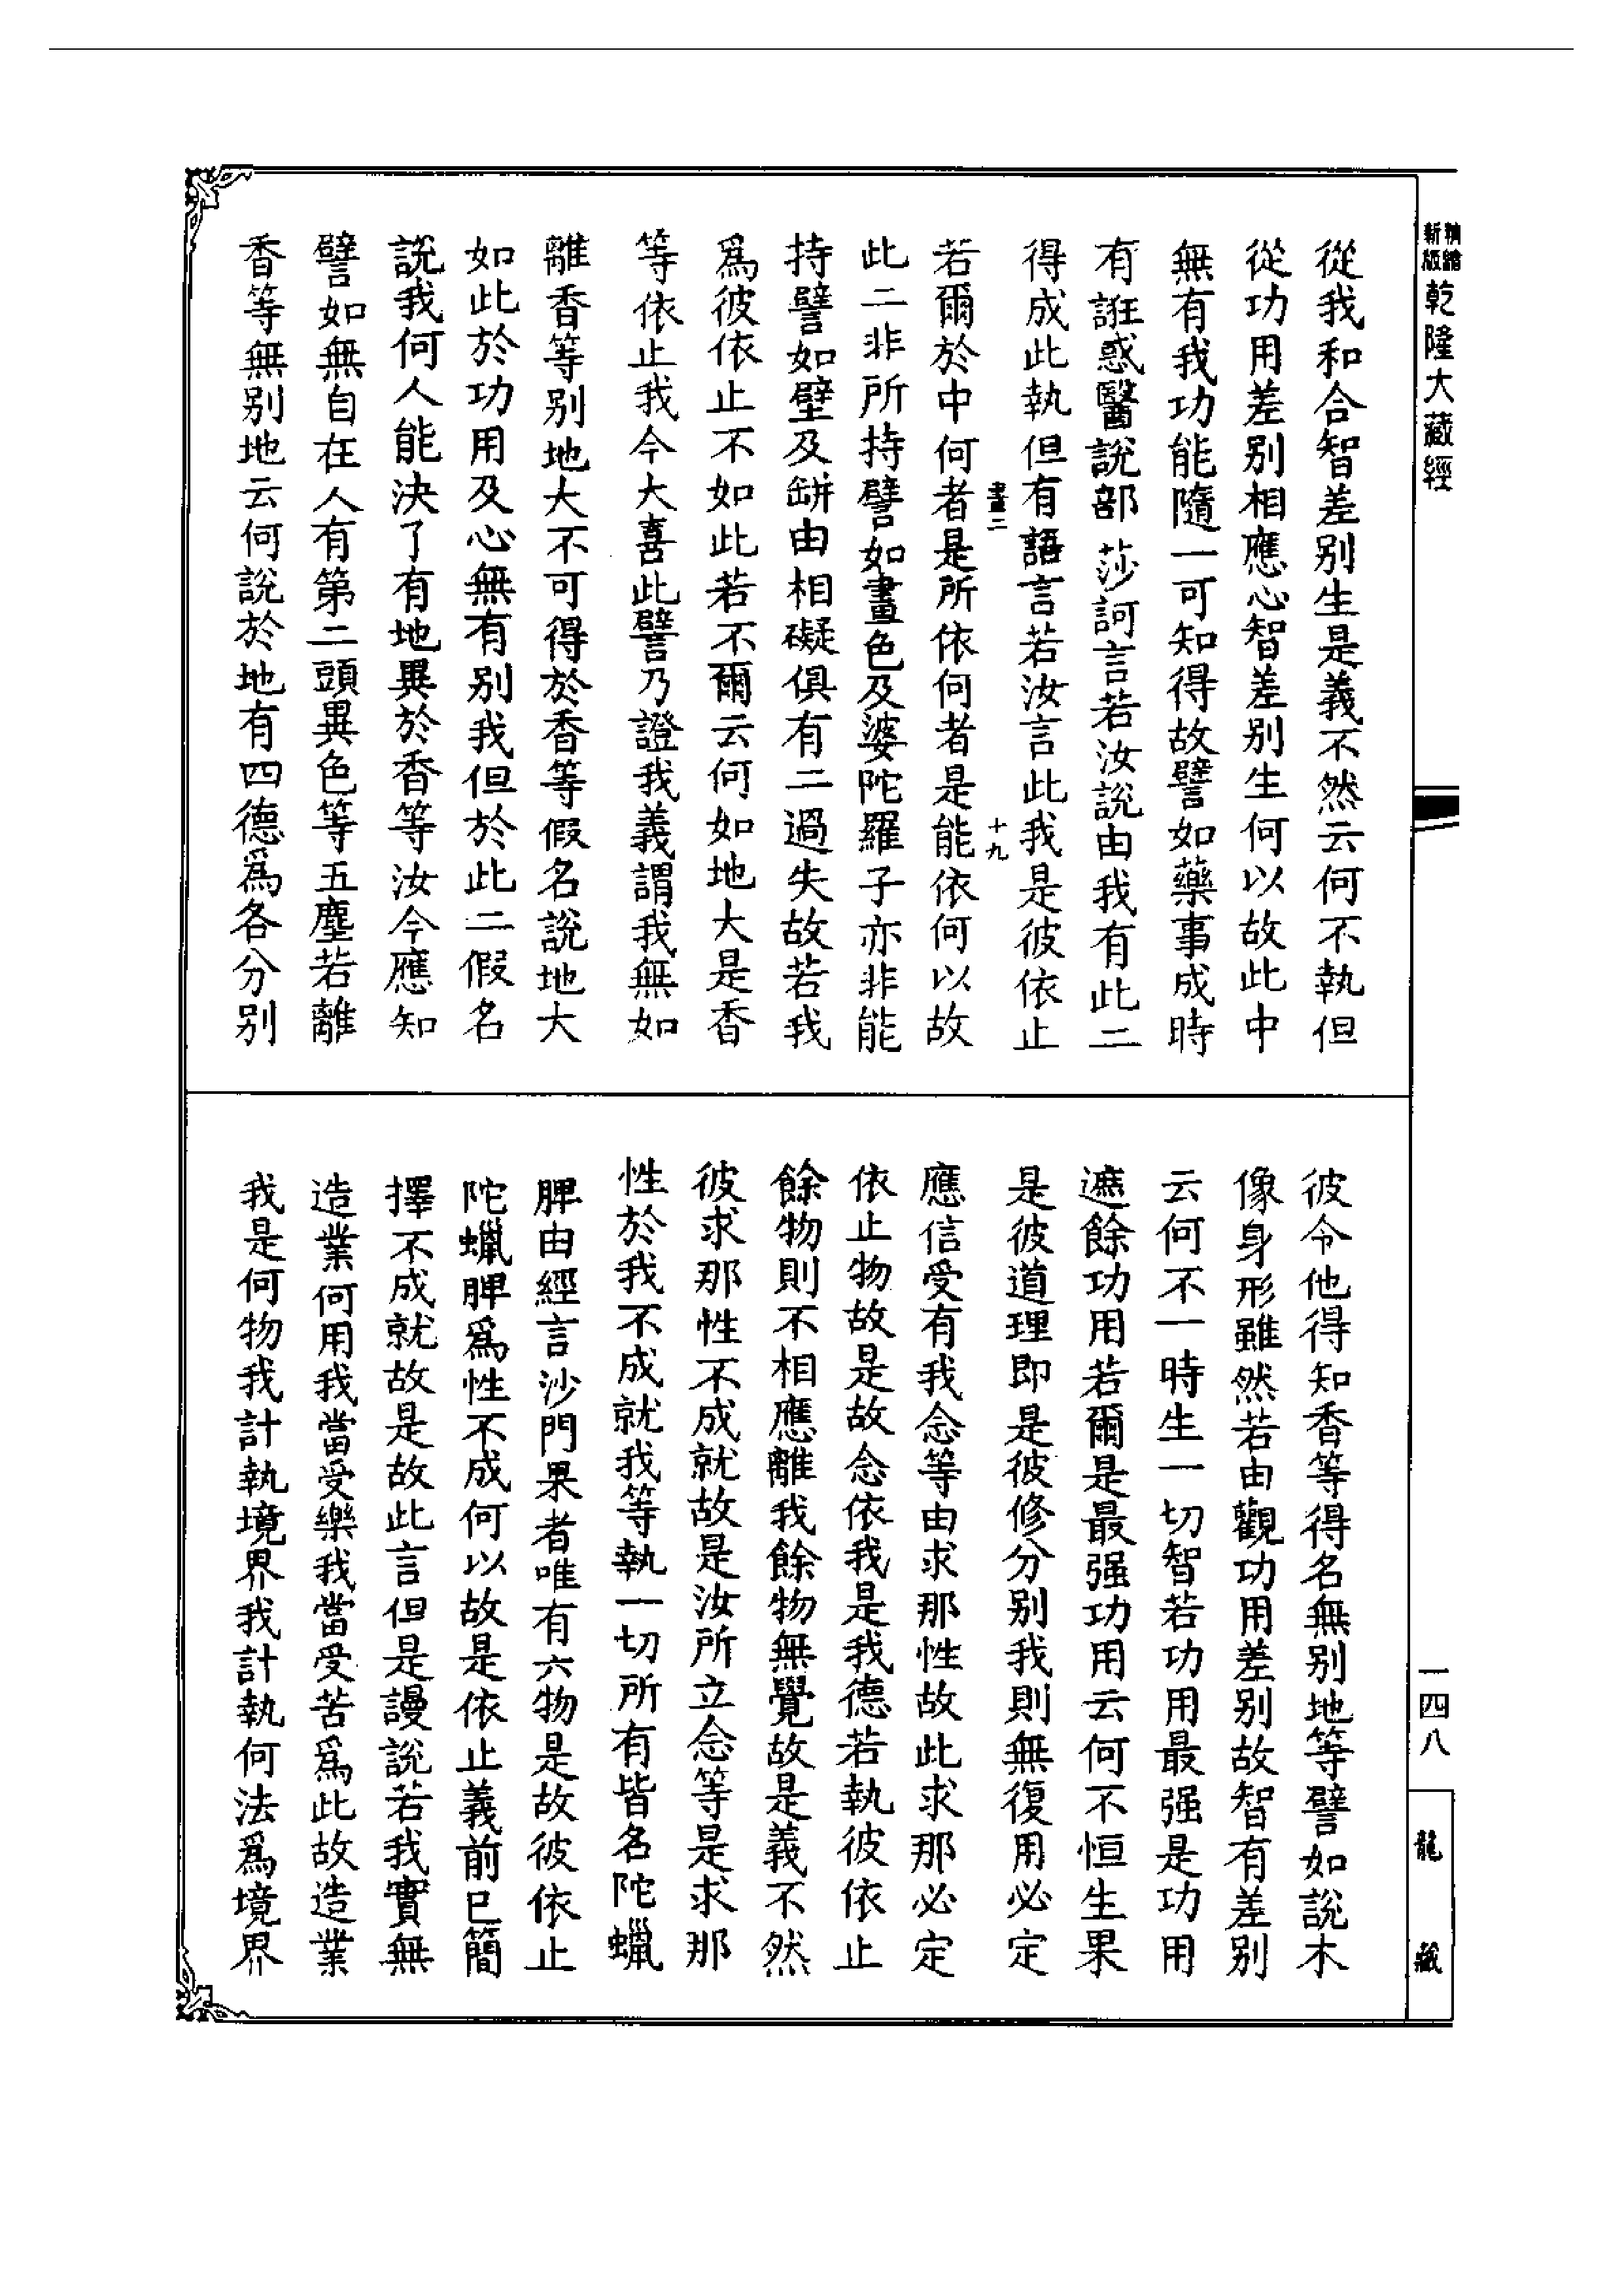 精縮新版乾隆大藏經
從我和合智差別生是義不然云何不執但
從功用差別相應心智差別生何以故此中
無有我功能隨一可知得故譬如藥事成時
有誑惑醫說部莎訶言若汝說由我有此二
得成此執但有語言若汝言此我是彼依止
畫二 十九
若爾於中何者是所依何者是能依何以故
此二非所持譬如畫色及婆陀羅子亦非能
持譬如壁及缾由相礙俱有二過失故若我
爲彼依止不如此若不爾云何如地大是香
等依止我今大喜此譬乃證我義謂我無如
離香等別地大不可得於香等假名說地大
如此於功用及心無有別我但於此二假名
說我何人能決了有地異於香等汝今應知
譬如無自在人有第二頭異色等五塵若離
香等無別地云何說於地有四德爲各分別
彼令他得知香等得名無別地等譬如說木
像身形雖然若由觀功用差別故智有差別
云何不一時生一切智若功用最强是功用
遮餘功用若爾是最强功用云何不恒生果
是彼道理即是彼修分別我則無復用必定
應信受有我念等由求那性故此求那必定
依止物故是故念依我是我德若執彼依止
餘物則不相應離我餘物無覺故是義不然
彼求那性不成就故是汝所立念等是求那
性於我不成就我等執一切所有皆名陀蠟
脾由經言沙門果者唯有六物是故彼依止
陀蠟脾爲性不成何以故是依止義前已簡
擇不成就故是故此言但是謾說若我實無
造業何用我當受樂我當受苦爲此故造業
我是何物我計執境界我計執何法爲境界
一四八
龍藏